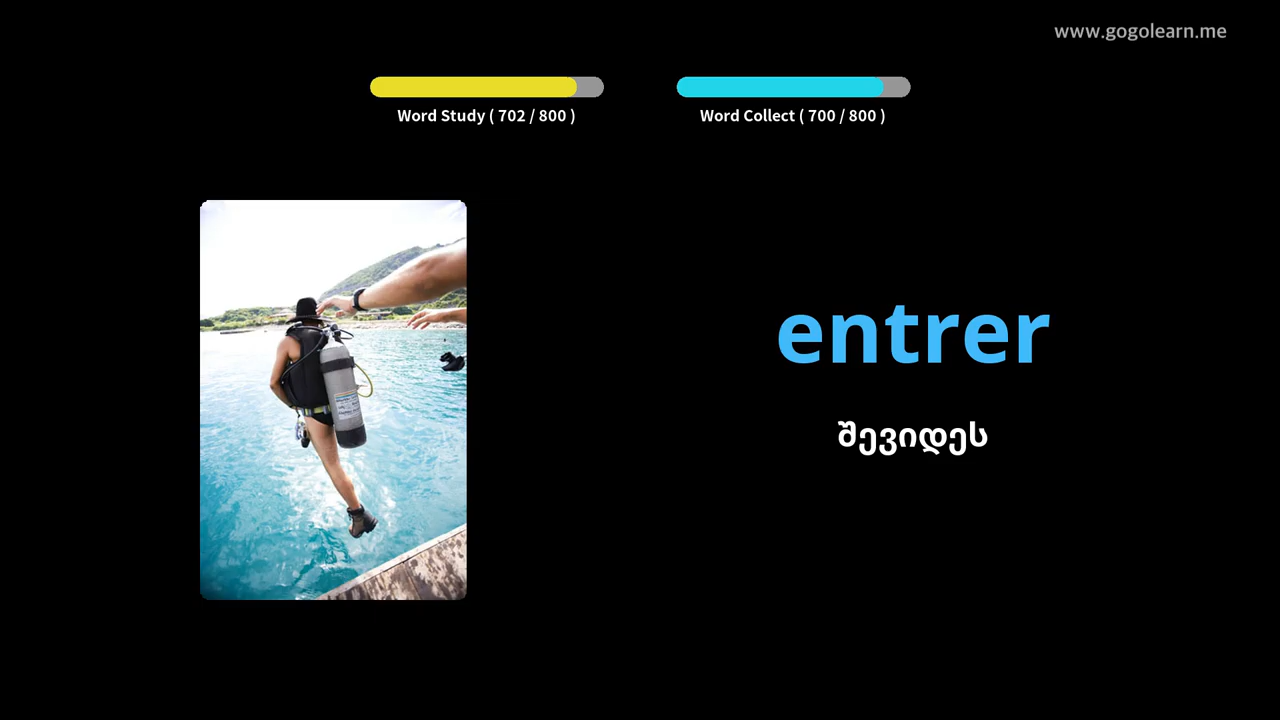 www.gogolearn.me
Word Study ( 702 / 800 )
Word Collect ( 700 / 800 )
entrer
შევიდეს